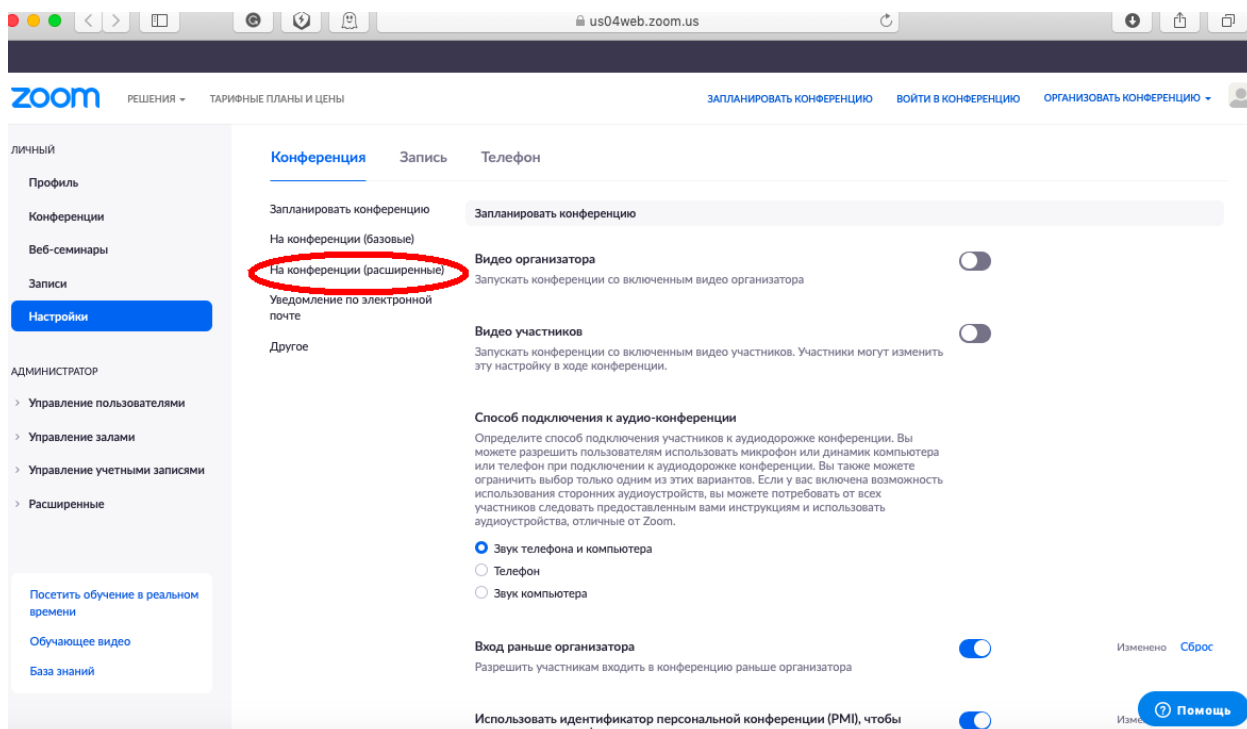 us04web.zoom.us
zoom
РЕШЕНИЯ
ТАРИФНЫЕ ПЛАНЫ И ЦЕНЫ
ЗАПЛАНИРОВАТЬ КОНФЕРЕНЦИЮ
ВОЙТИ В КОНФЕРЕНЦИЮ
ОРГАНИЗОВАТЬ КОНФЕРЕНЦИЮ
ЛИЧНЫЙ
Профиль
Конференции
Веб-семинары
Записи
Настройки
АДМИНИСТРАТОР
Управление пользователями
Управление залами
Управление учетными записями
Расширенные
Посетить обучение в реальном
времени
Обучающее видео
База знаний
Конференция
Запись
Телефон
Запланировать конференцию
На конференции (базовые)
На конференции (расширенные)
Уведомление по электронной
почте
Другое
Запланировать конференцию
Видео организатора
Запускать конференции со включенным видео организатора
Видео участников
Запускать конференции со включенным видео участников. Участники могут изменить
эту настройку в ходе конференции.
Способ подключения к аудио-конференции
Определите способ подключения участников к аудиодорожке конференции. Вы
можете разрешить пользователям использовать микрофон или динамик компьютера
или телефон при подключении к аудиодорожке конференции. Вы также можете
ограничить выбор только одним из этих вариантов. Если у вас включена возможность
использования сторонних аудиоустройств, вы можете потребовать от всех
участников следовать предоставленным вами инструкциям и использовать
аудиоустройства, отличные от Zoom.
Звук телефона и компьютера
Телефон
Звук компьютера
Вход раньше организатора
Изменено Сброс
Разрешить участникам входить в конференцию раньше организатора
Использовать идентификатор персональной конференции (PMI), чтобы
Помощь